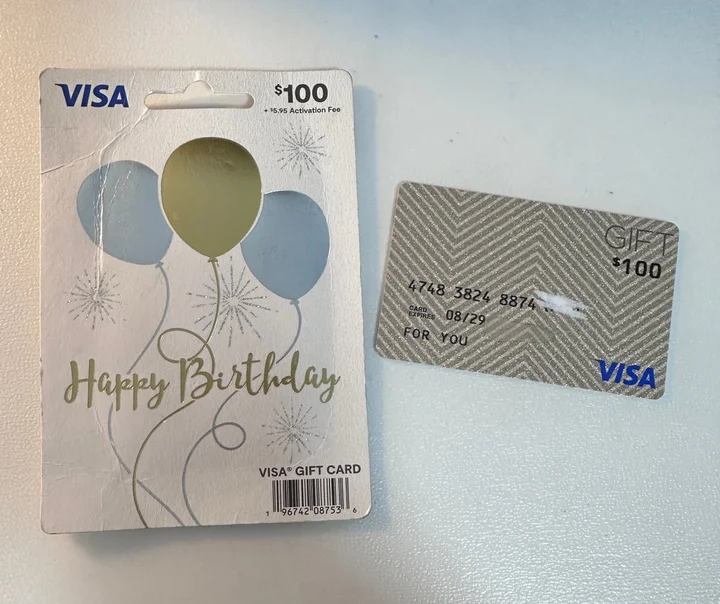 VISA
$100
+ $5.95 Activation Fee
Happy Birthday
VISA® GIFT CARD
1 96742 08753 6
GIFT
$100
4748 3824 8874
CARD
EXPIRES 08/29
FOR YOU
VISA